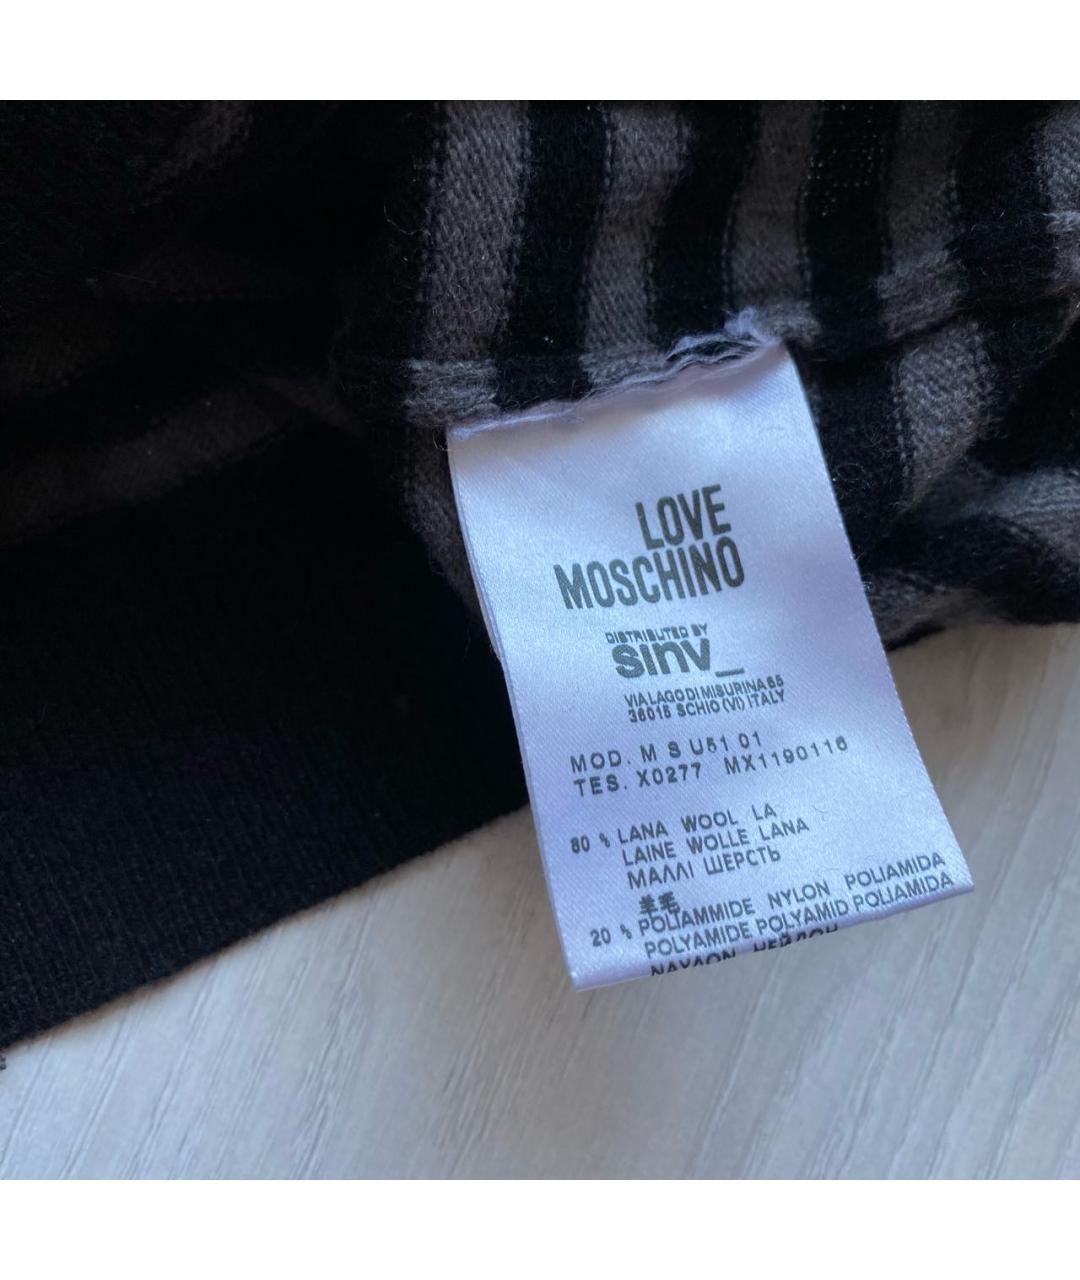 LOVE
MOSCHINO
DISTRIBUTED BY
sinv_
VIA LAGO DI MISURINA 65
36015 SCHIO (VI) ITALY
MOD. M S U51 01
TES. X0277 MX1190116
80 % LANA WOOL LA
LAINE WOLLE LANA
ΜΑΛΛΙ ШЕРСТЬ
羊毛
20 % POLIAMMIDE NYLON POLIAMIDA
POLYAMIDE POLYAMID POLIAMIDA
ΝΑΥΛΟΝ НЕЙЛОН